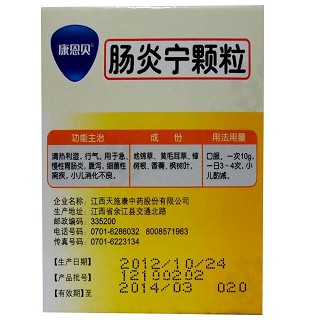 康恩贝
肠炎宁颗粒
功能主治
成份
用法用量
清热利湿，行气。用于急、
慢性胃肠炎，腹泻，细菌性
痢疾，小儿消化不良。
地锦草、黄毛耳草、樟
树根、香薷、枫树叶。
口服，一次10g，
一日3~4次，小
儿酌减。
企业名称：江西天施康中药股份有限公司
生产地址：江西省余江县交通北路
邮政编码：335200
电话号码：0701-6286032 8008571963
传真号码：0701-6223134
【生产日期】 2012/10/24
【产品批号】 12100202
【有效期】至 2014/03 020